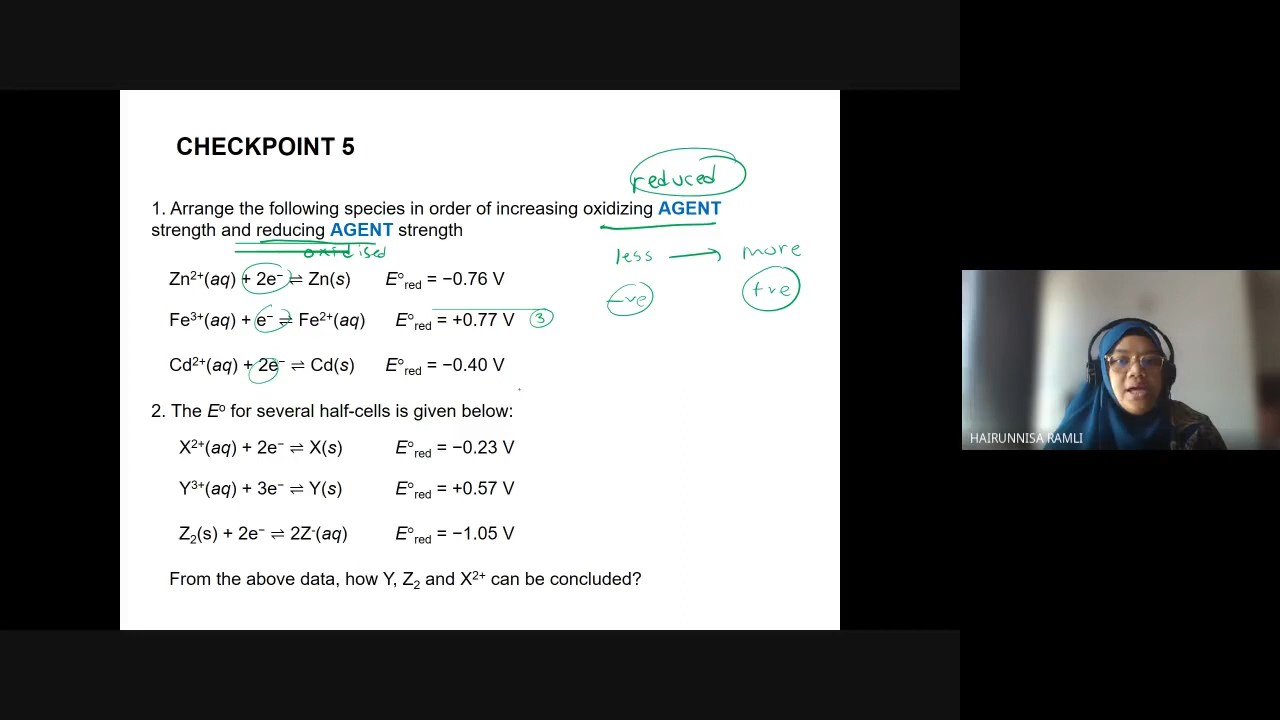 CHECKPOINT 5
reduced
1. Arrange the following species in order of increasing oxidizing AGENT
strength and reducing AGENT strength
oxidised
less → more
Zn²⁺(aq) + 2e⁻ ⇌ Zn(s) E°red = −0.76 V
-ve +ve
Fe³⁺(aq) + e⁻ ⇌ Fe²⁺(aq) E°red = +0.77 V ③
Cd²⁺(aq) + 2e⁻ ⇌ Cd(s) E°red = −0.40 V
2. The E° for several half-cells is given below:
X²⁺(aq) + 2e⁻ ⇌ X(s) E°red = −0.23 V
Y³⁺(aq) + 3e⁻ ⇌ Y(s) E°red = +0.57 V
Z₂(s) + 2e⁻ ⇌ 2Z⁻(aq) E°red = −1.05 V
From the above data, how Y, Z₂ and X²⁺ can be concluded?
HAIRUNNISA RAMLI